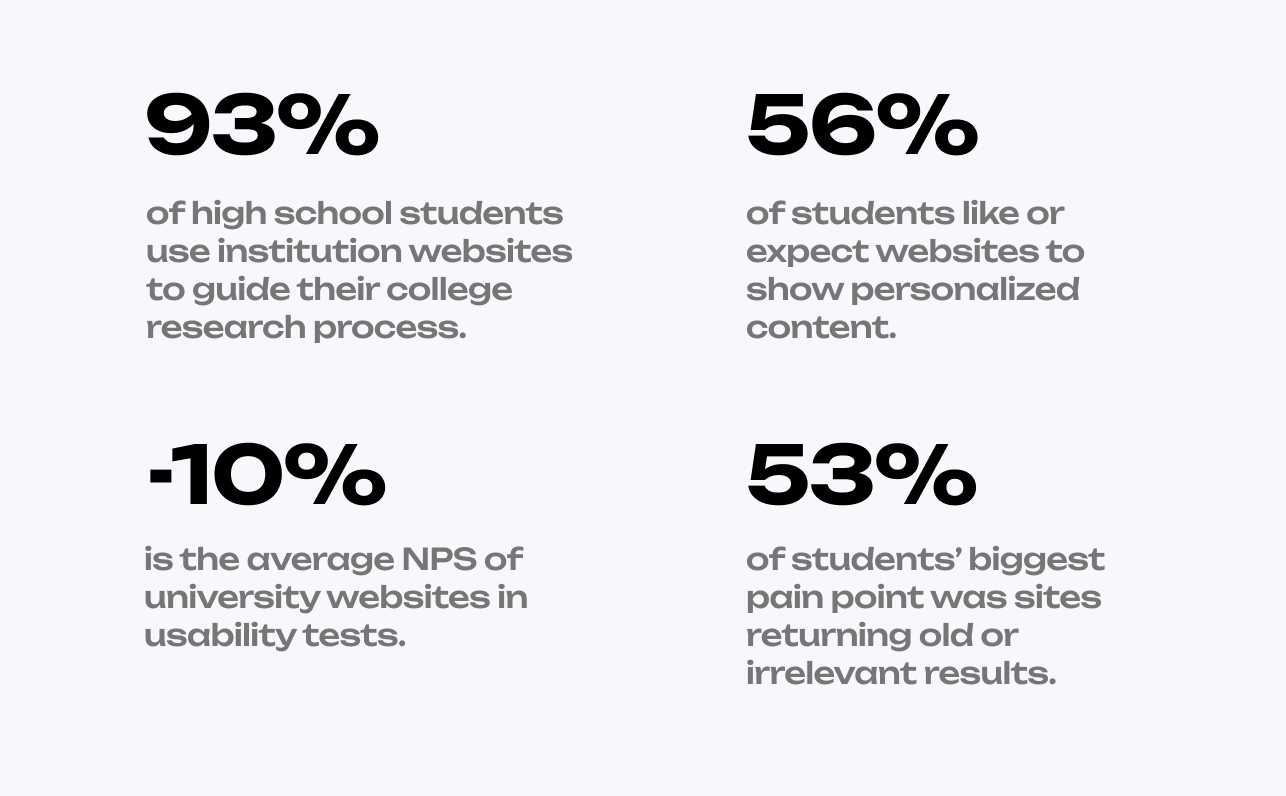 93%
of high school students
use institution websites
to guide their college
research process.
56%
of students like or
expect websites to
show personalized
content.
-10%
is the average NPS of
university websites in
usability tests.
53%
of students’ biggest
pain point was sites
returning old or
irrelevant results.